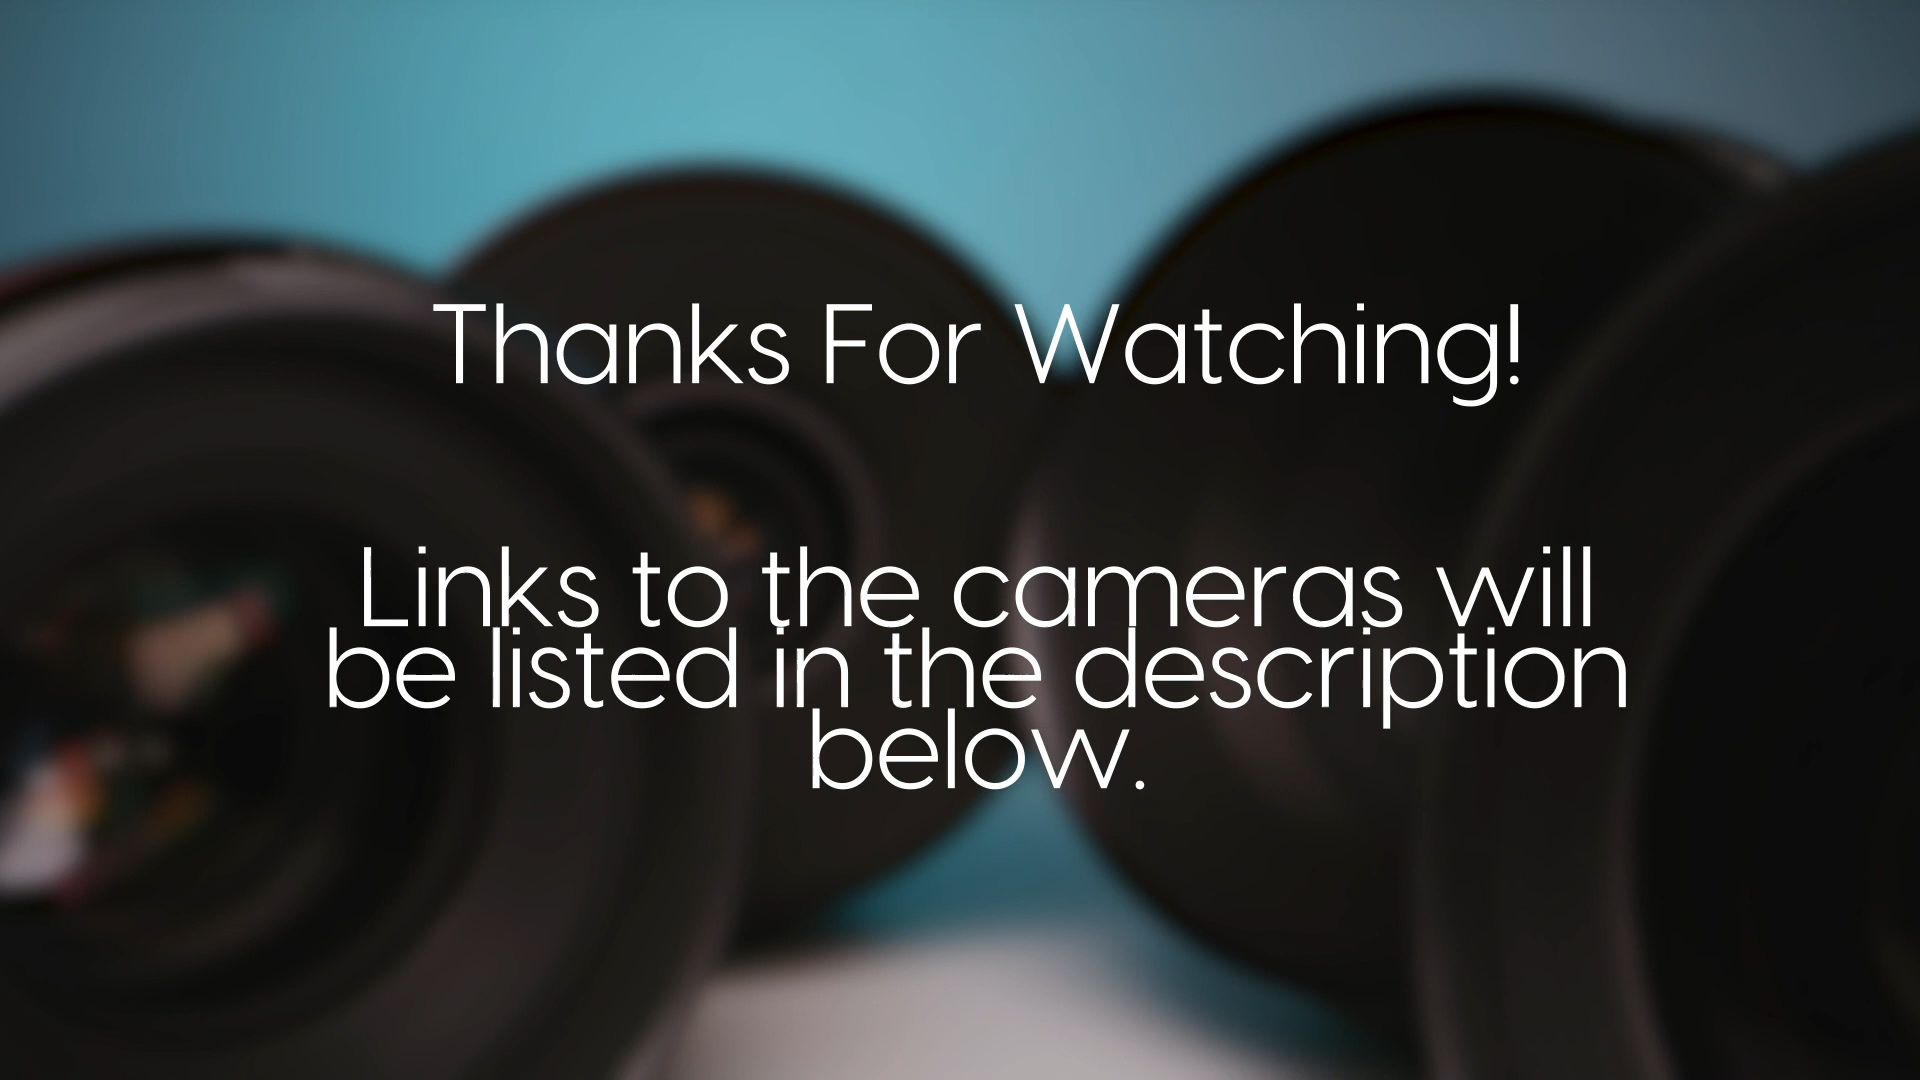 Thanks For Watching!
Links to the cameras will
be listed in the description
below.